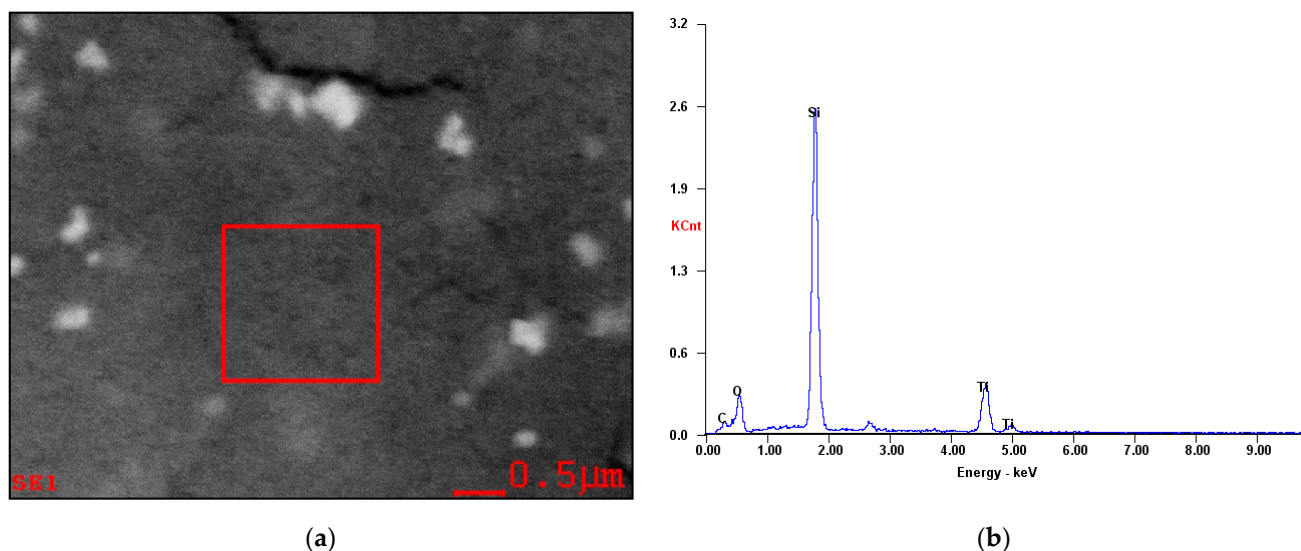 SE1
0.5µm
(a)
3.2
2.6
1.9
KCnt
1.3
0.6
0.0
Si
O
C
Ti
Ti
0.00 1.00 2.00 3.00 4.00 5.00 6.00 7.00 8.00 9.00
Energy - keV
(b)